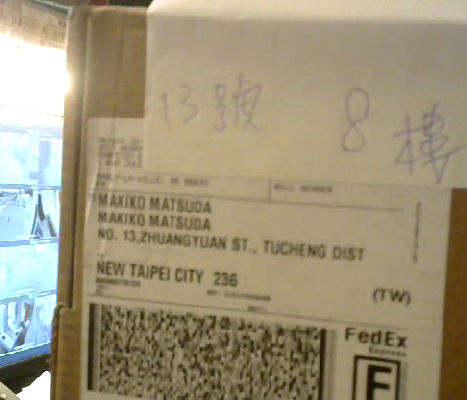 13號 8樓
BILL SENDER
MAKIKO MATSUDA
MAKIKO MATSUDA
NO. 13,ZHUANGYUAN ST., TUCHENG DIST
NEW TAIPEI CITY 236
(TW)
FedEx
Express
E